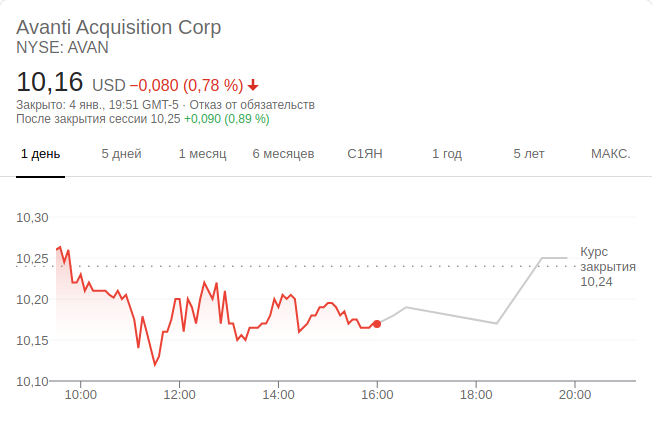 Avanti Acquisition Corp
NYSE: AVAN
10,16 USD −0,080 (0,78 %)
Закрыто: 4 янв., 19:51 GMT-5 · Отказ от обязательств
После закрытия сессии 10,25 +0,090 (0,89 %)
1 день 5 дней 1 месяц 6 месяцев С1ЯН 1 год 5 лет МАКС.
10,30
10,25
10,20
10,15
10,10
Курс
закрытия
10,24
10:00 12:00 14:00 16:00 18:00 20:00